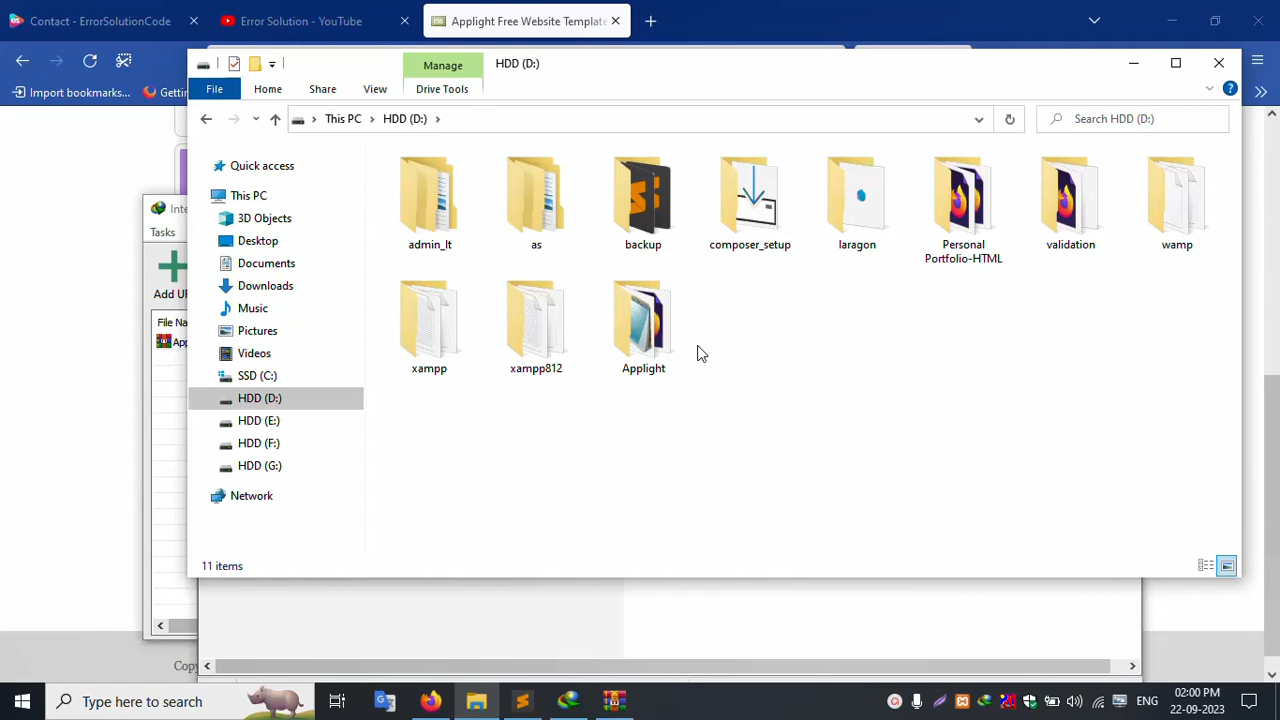 Contact - ErrorSolutionCode
Error Solution - YouTube
Applight Free Website Template
Import bookmarks...
Manage
HDD (D:)
File
Home
Share
View
Drive Tools
This PC
HDD (D:)
Search HDD (D:)
Quick access
This PC
3D Objects
Desktop
Documents
Downloads
Music
Pictures
Videos
SSD (C:)
HDD (D:)
HDD (E:)
HDD (F:)
HDD (G:)
Network
admin_lt
as
backup
composer_setup
laragon
Personal
Portfolio-HTML
validation
wamp
xampp
xampp812
Applight
11 items
Tasks
Type here to search
ENG
02:00 PM
22-09-2023